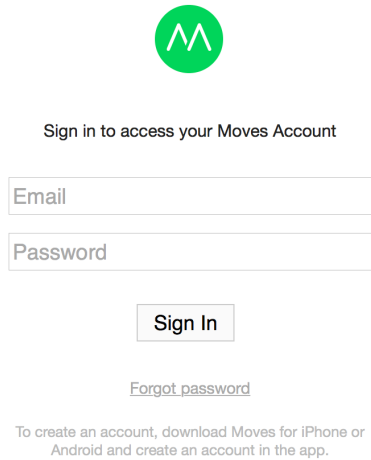 Sign in to access your Moves Account
Email
Password
Sign In
Forgot password
To create an account, download Moves for iPhone or
Android and create an account in the app.